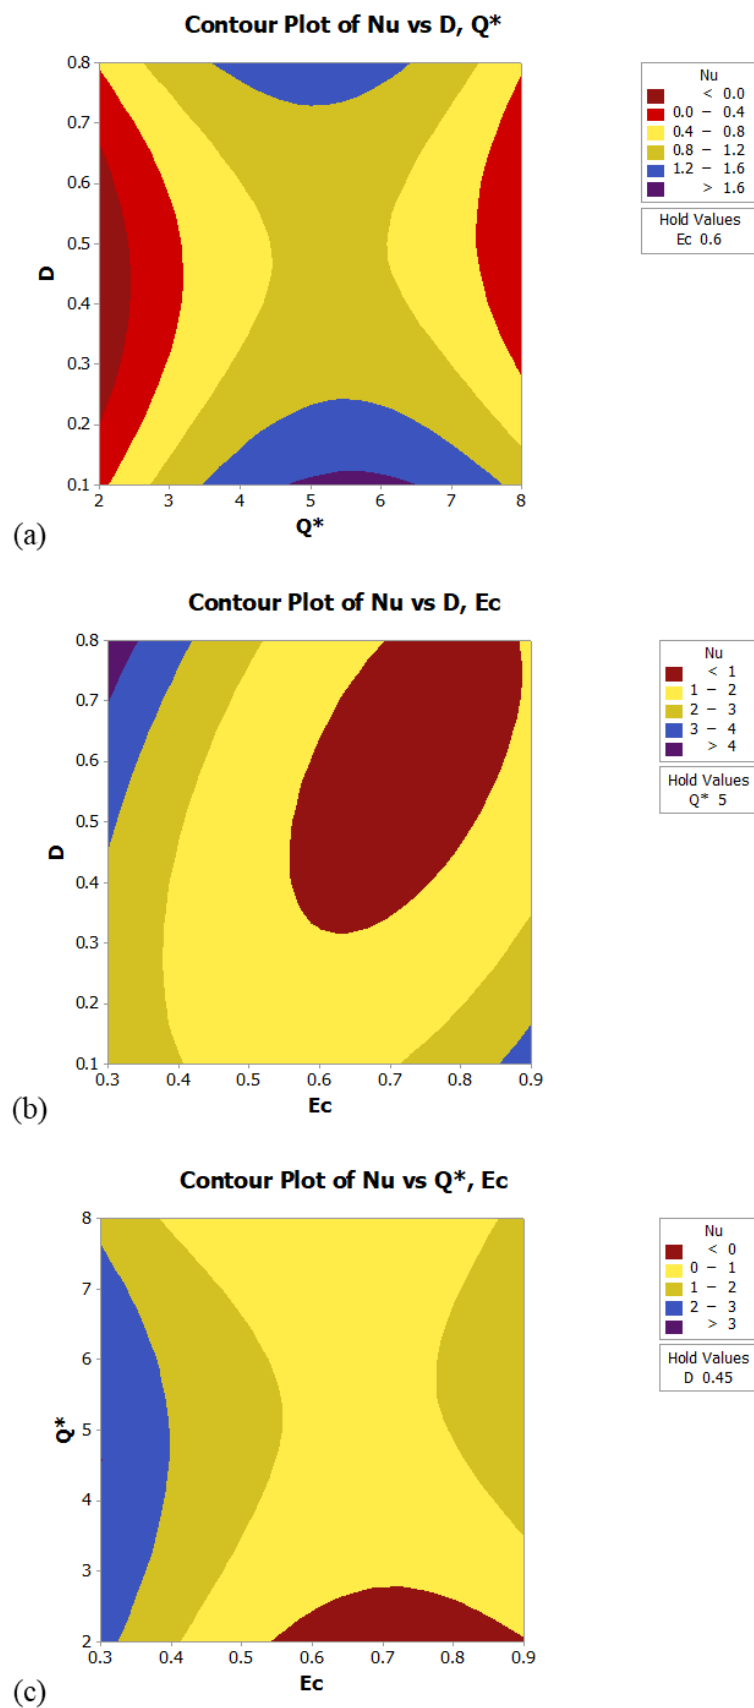 Contour Plot of Nu vs D, Q*
0.8
0.7
0.6
0.5
0.4
0.3
0.2
0.1
D
2 3 4 5 6 7 8
Q*
Nu
< 0.0
0.0 – 0.4
0.4 – 0.8
0.8 – 1.2
1.2 – 1.6
> 1.6
Hold Values
Ec 0.6
(a)
Contour Plot of Nu vs D, Ec
0.8
0.7
0.6
0.5
0.4
0.3
0.2
0.1
D
0.3 0.4 0.5 0.6 0.7 0.8 0.9
Ec
Nu
< 1
1 – 2
2 – 3
3 – 4
> 4
Hold Values
Q* 5
(b)
Contour Plot of Nu vs Q*, Ec
8
7
6
5
4
3
2
Q*
0.3 0.4 0.5 0.6 0.7 0.8 0.9
Ec
Nu
< 0
0 – 1
1 – 2
2 – 3
> 3
Hold Values
D 0.45
(c)